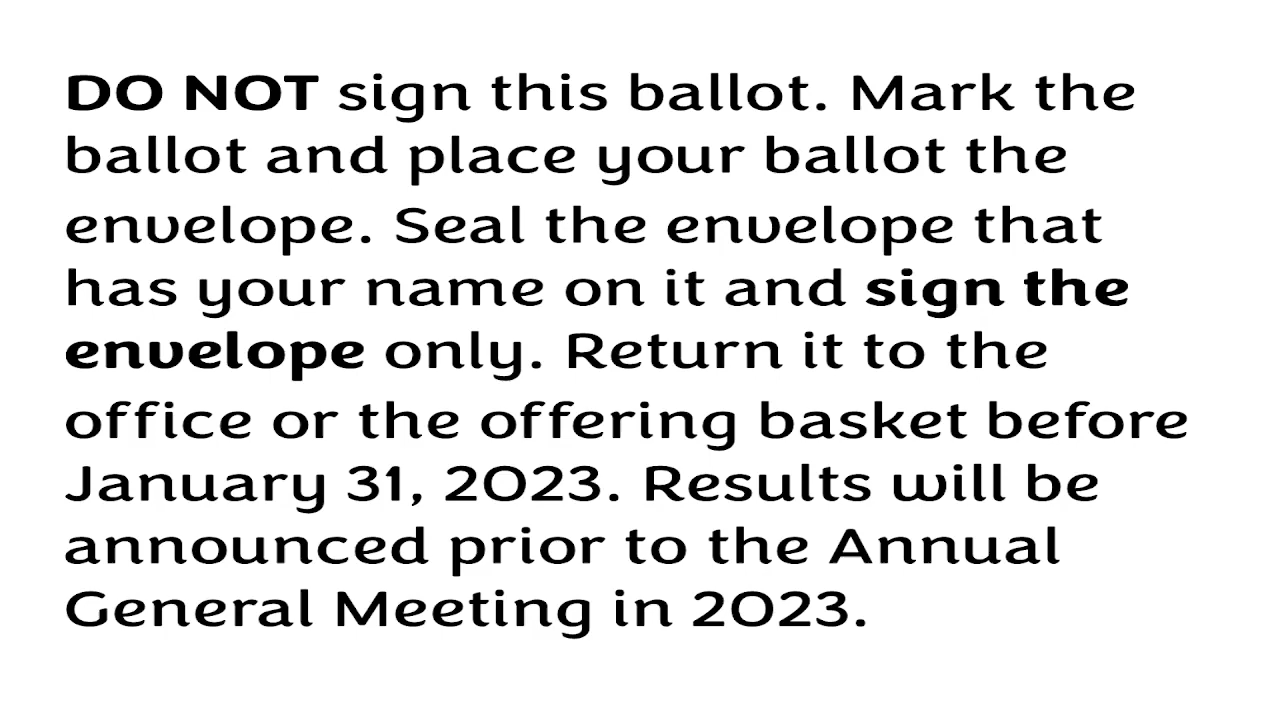 DO NOT sign this ballot. Mark the
ballot and place your ballot the
envelope. Seal the envelope that
has your name on it and sign the
envelope only. Return it to the
office or the offering basket before
January 31, 2023. Results will be
announced prior to the Annual
General Meeting in 2023.